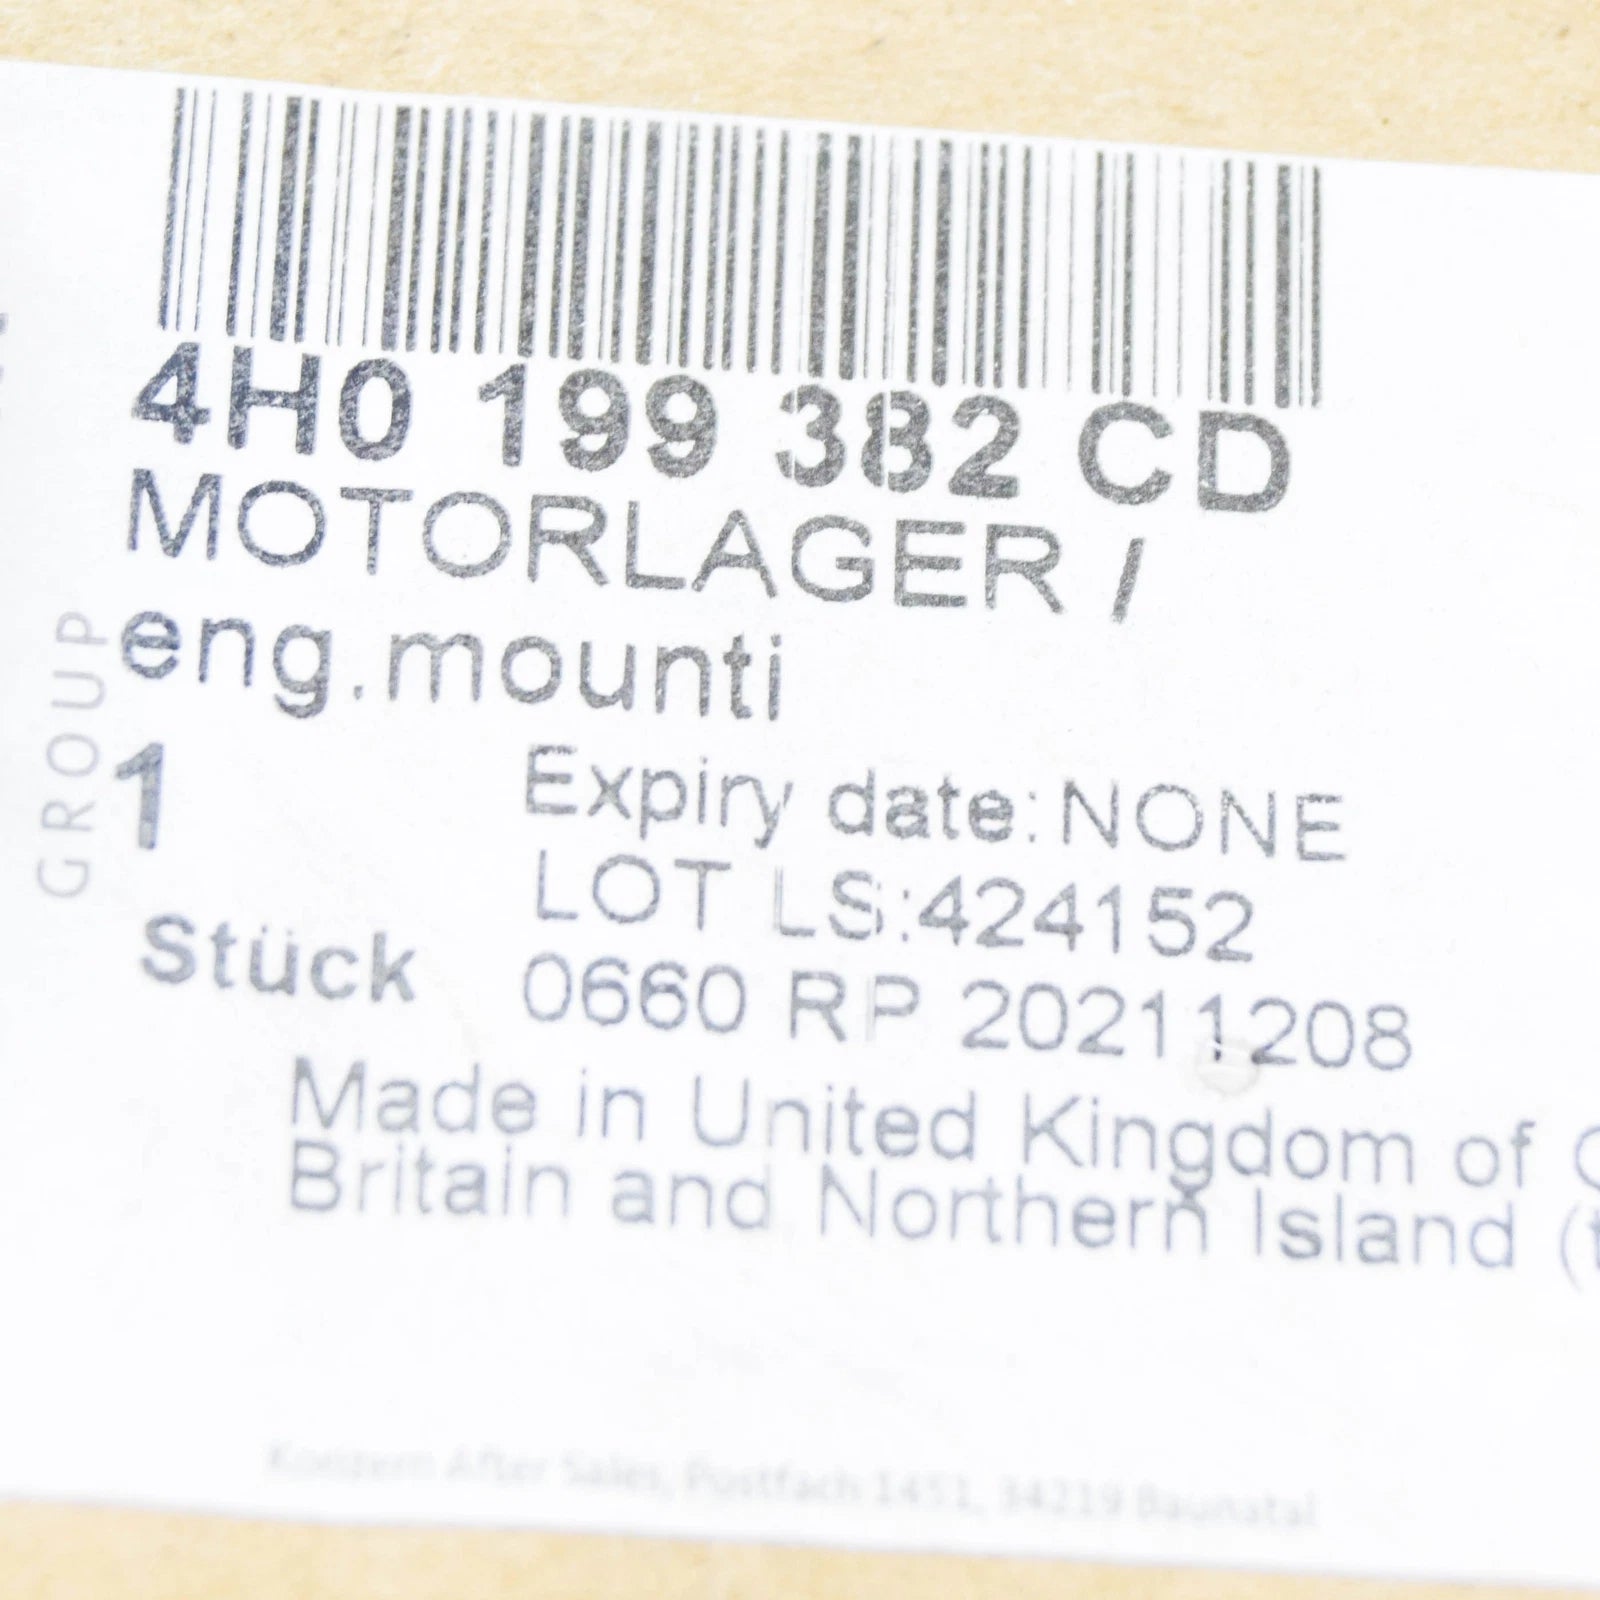 4H0 199 382 CD
MOTORLAGER /
eng.mounti
GROUP
1
Expiry date:NONE
LOT LS:424152
Stück
0660 RP 20211208
Made in United Kingdom of
Britain and Northern Island (
Konzern After Sales, Postfach 1451, 34219 Baunatal